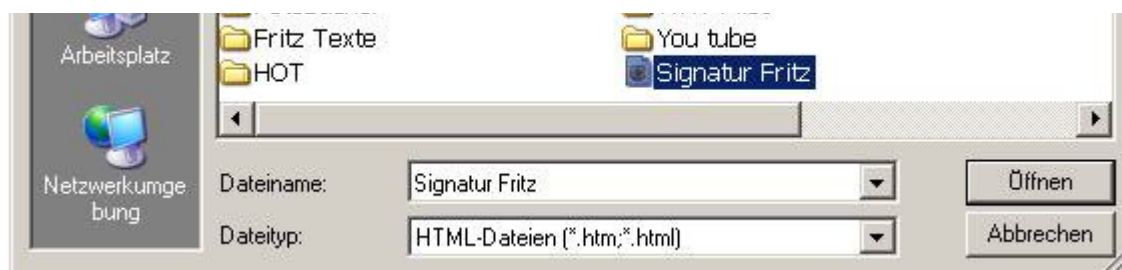 Arbeitsplatz
Netzwerkumge
bung
Fritz Texte
HOT
You tube
Signatur Fritz
Dateiname:
Signatur Fritz
Öffnen
Dateityp:
HTML-Dateien (*.htm;*.html)
Abbrechen